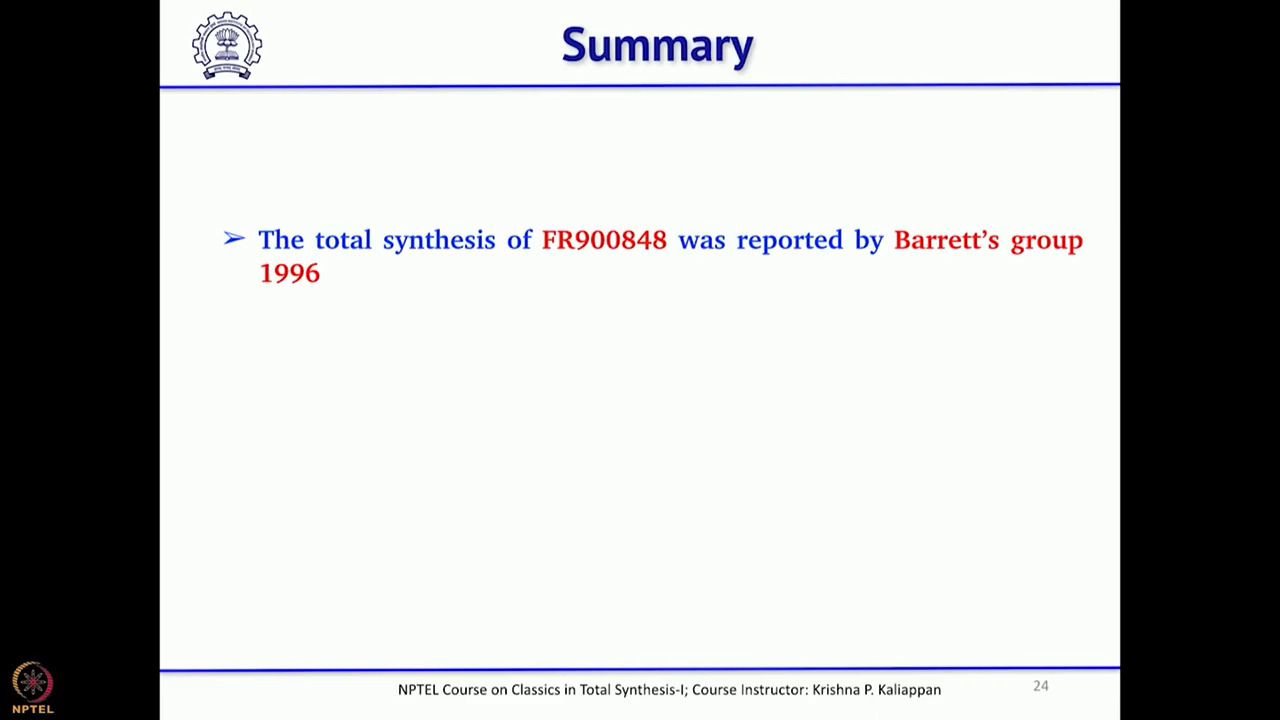 Summary
➢ The total synthesis of FR900848 was reported by Barrett’s group
1996
NPTEL Course on Classics in Total Synthesis-I; Course Instructor: Krishna P. Kaliappan
24
NPTEL